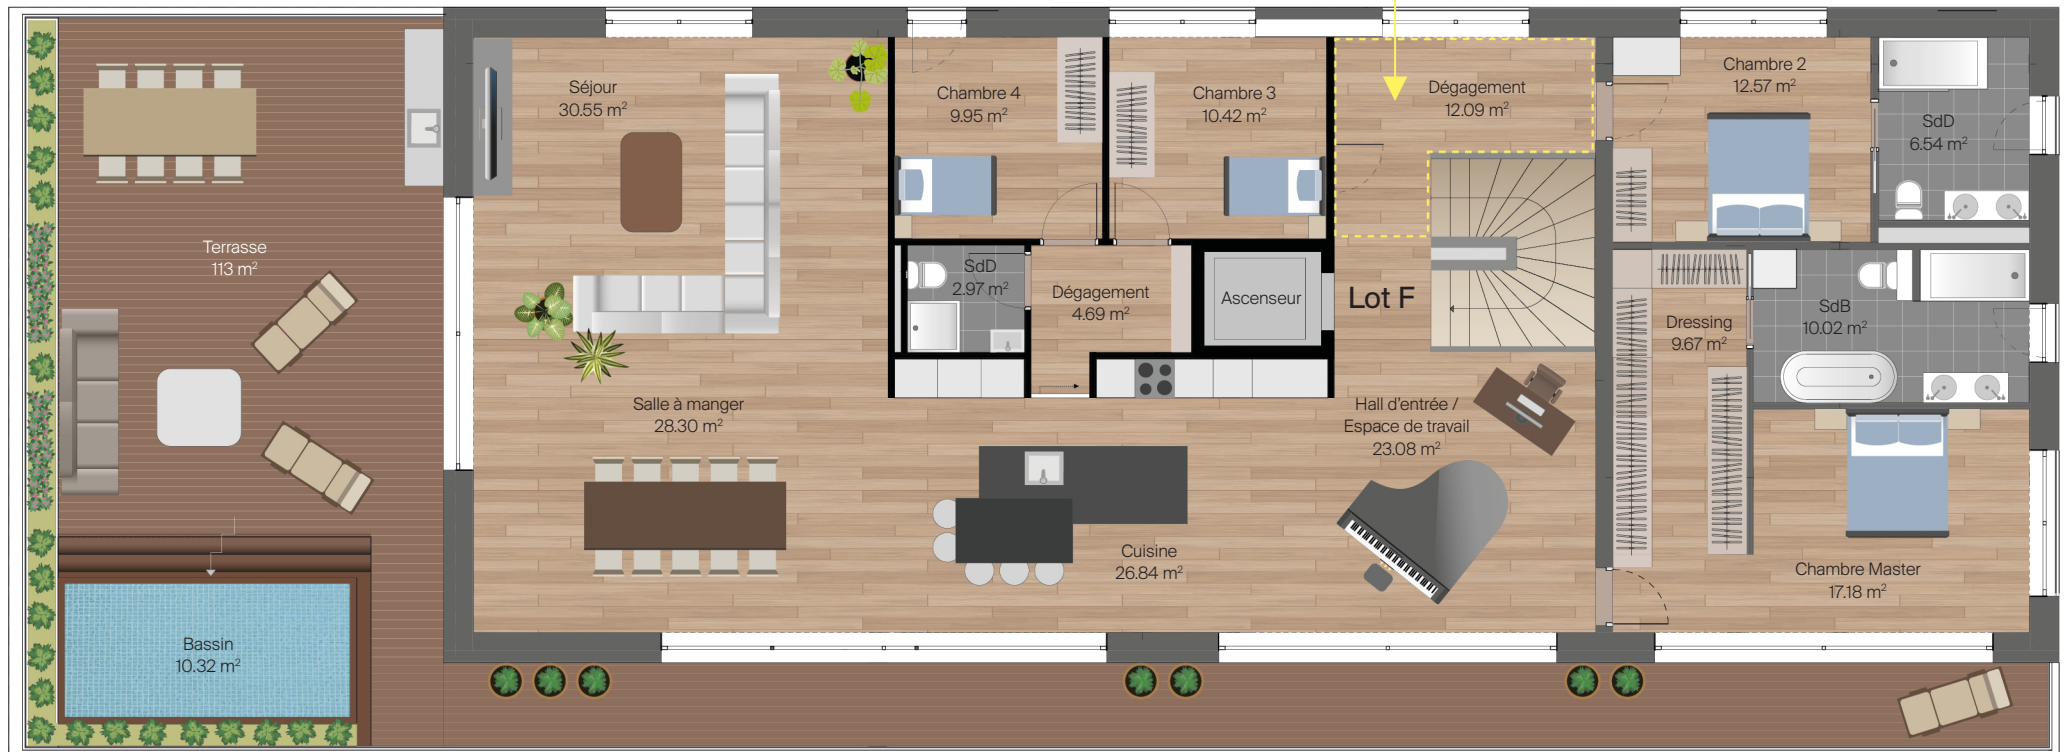 Séjour
30.55 m²
Chambre 4
9.95 m²
Chambre 3
10.42 m²
Dégagement
12.09 m²
Chambre 2
12.57 m²
SdD
6.54 m²
Terrasse
113 m²
SdD
2.97 m²
Dégagement
4.69 m²
Ascenseur
Lot F
Dressing
9.67 m²
SdB
10.02 m²
Salle à manger
28.30 m²
Hall d'entrée /
Espace de travail
23.08 m²
Cuisine
26.84 m²
Chambre Master
17.18 m²
Bassin
10.32 m²